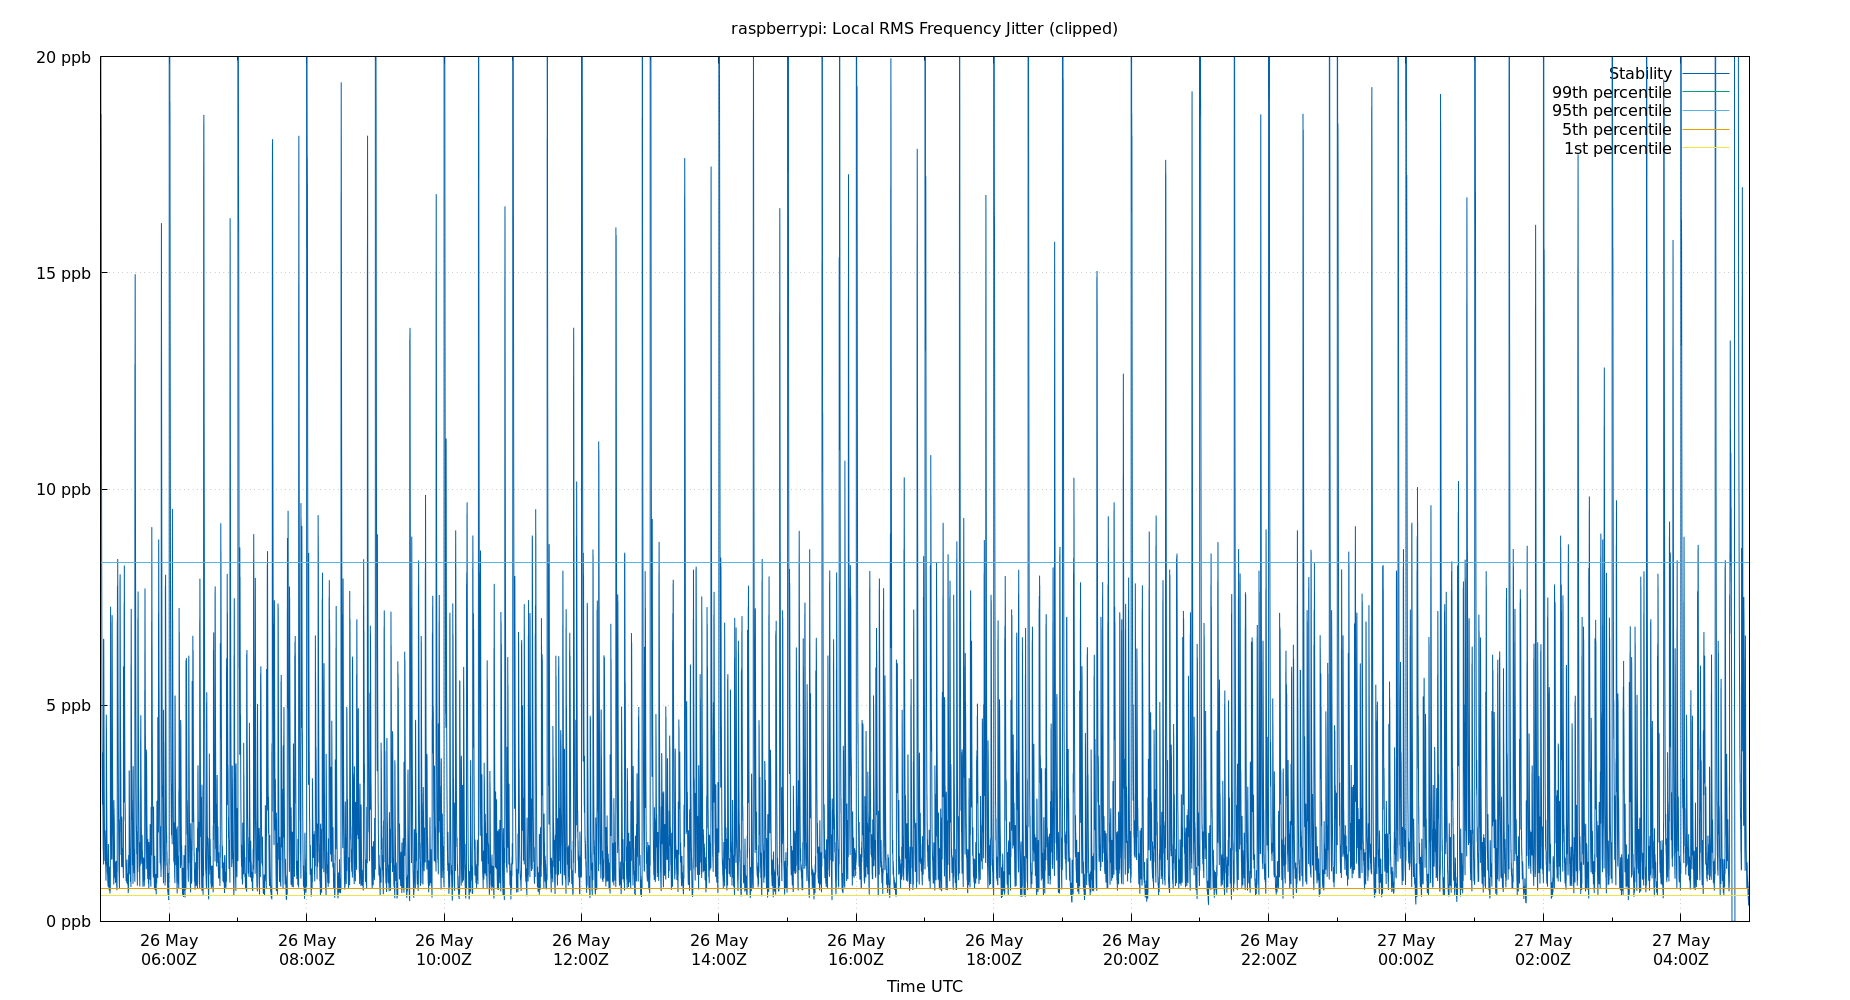 raspberrypi: Local RMS Frequency Jitter (clipped)
20 ppb
15 ppb
10 ppb
5 ppb
0 ppb
Stability
99th percentile
95th percentile
5th percentile
1st percentile
26 May 26 May 26 May 26 May 26 May 26 May 26 May 26 May 26 May 27 May 27 May 27 May
06:00Z 08:00Z 10:00Z 12:00Z 14:00Z 16:00Z 18:00Z 20:00Z 22:00Z 00:00Z 02:00Z 04:00Z
Time UTC